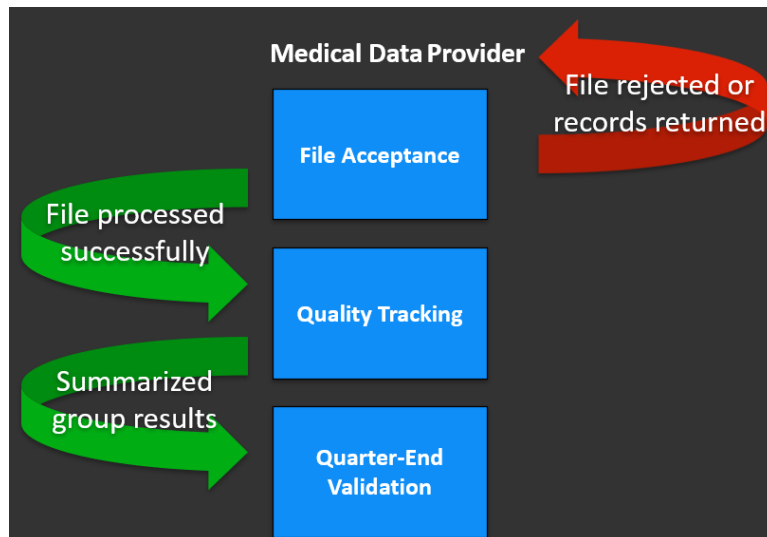 Medical Data Provider
File rejected or
records returned
File Acceptance
File processed
successfully
Quality Tracking
Summarized
group results
Quarter-End
Validation